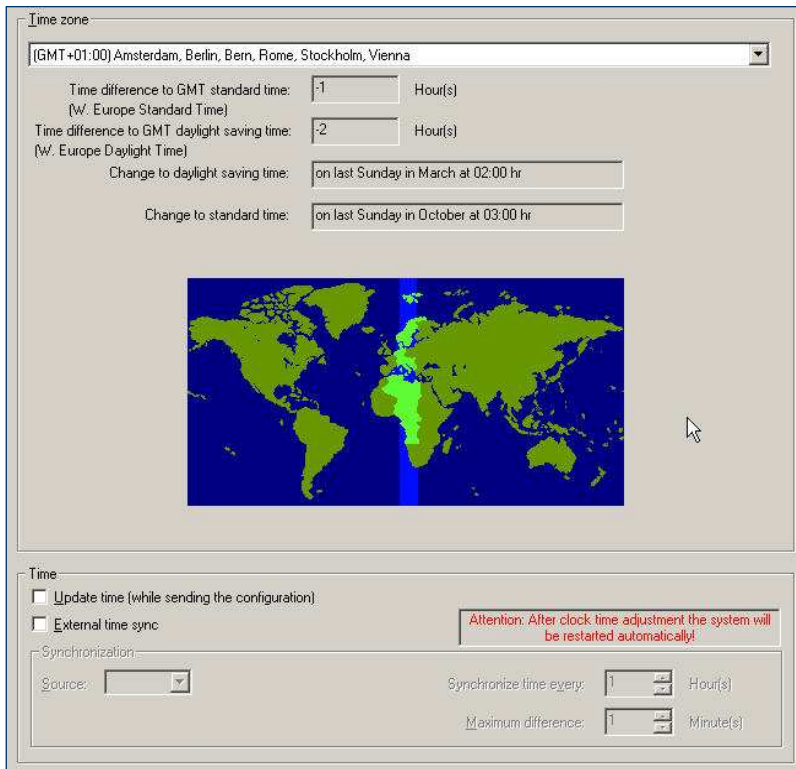 Time zone
(GMT+01:00) Amsterdam, Berlin, Bern, Rome, Stockholm, Vienna
Time difference to GMT standard time: -1 Hour(s)
(W. Europe Standard Time)
Time difference to GMT daylight saving time: -2 Hour(s)
(W. Europe Daylight Time)
Change to daylight saving time: on last Sunday in March at 02:00 hr
Change to standard time: on last Sunday in October at 03:00 hr
Time
Update time (while sending the configuration)
External time sync
Attention: After clock time adjustment the system will
be restarted automatically!
Synchronization
Source: Synchronize time every: 1 Hour(s)
Maximum difference: 1 Minute(s)